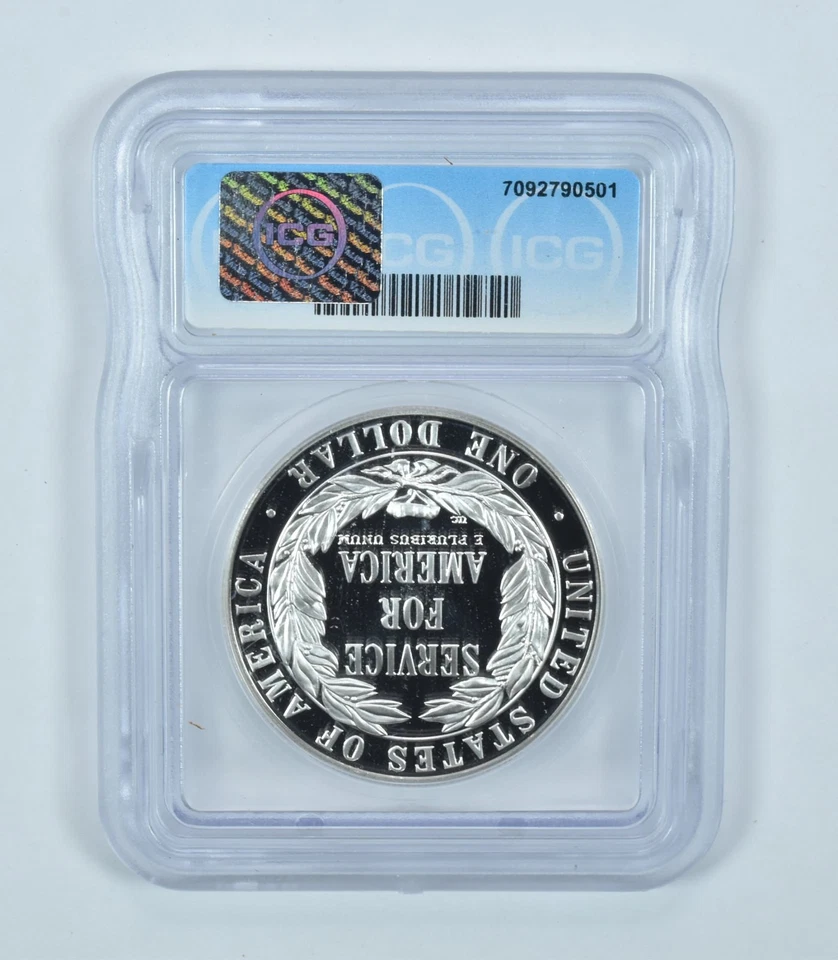 7092790501
ICG
ICG
ICG
UNITED STATES OF AMERICA
SERVICE
FOR
AMERICA
E PLURIBUS UNUM
ONE DOLLAR